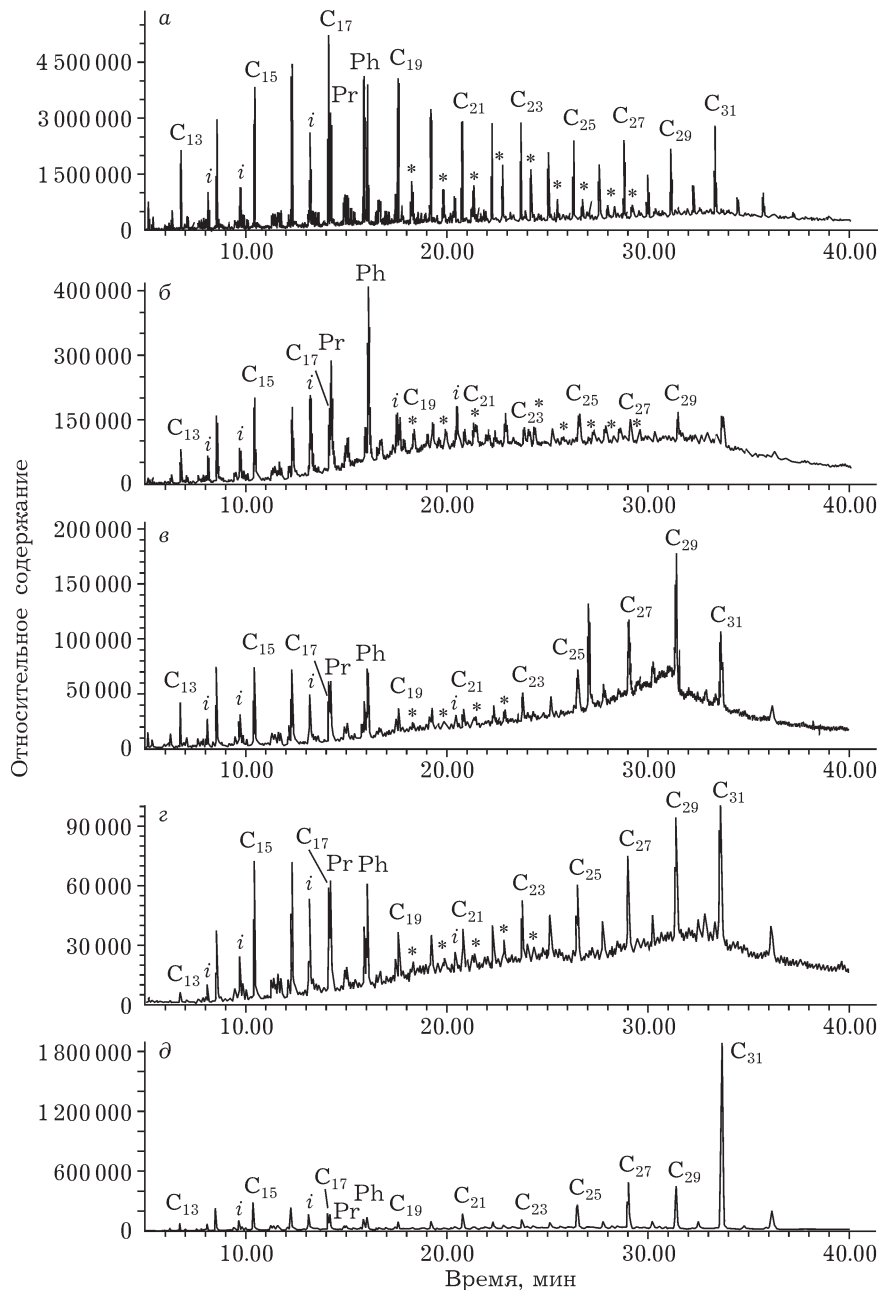 Относительное содержание
а
4 500 000
3 000 000
1 500 000
0
C₁₃ i i C₁₅ i C₁₇ Pr Ph C₁₉ * * C₂₁ * * C₂₃ * * C₂₅ * C₂₇ * C₂₉ C₃₁
10.00 20.00 30.00 40.00
б
400 000
300 000
150 000
0
C₁₃ i i C₁₅ i C₁₇ Pr Ph i C₁₉ * * i C₂₁ * C₂₃ * * C₂₅ * * C₂₇ * C₂₉
10.00 20.00 30.00 40.00
в
200 000
150 000
100 000
50 000
0
C₁₃ i i C₁₅ i C₁₇ Pr Ph C₁₉ * * i C₂₁ * * C₂₃ C₂₅ C₂₇ C₂₉ C₃₁
10.00 20.00 30.00 40.00
г
90 000
60 000
30 000
0
C₁₃ i i C₁₅ i C₁₇ Pr Ph C₁₉ * * i C₂₁ * * C₂₃ * C₂₅ C₂₇ C₂₉ C₃₁
10.00 20.00 30.00 40.00
д
1 800 000
1 200 000
600 000
0
C₁₃ i C₁₅ i C₁₇ Pr Ph C₁₉ C₂₁ C₂₃ C₂₅ C₂₇ C₂₉ C₃₁
10.00 20.00 30.00 40.00
Время, мин